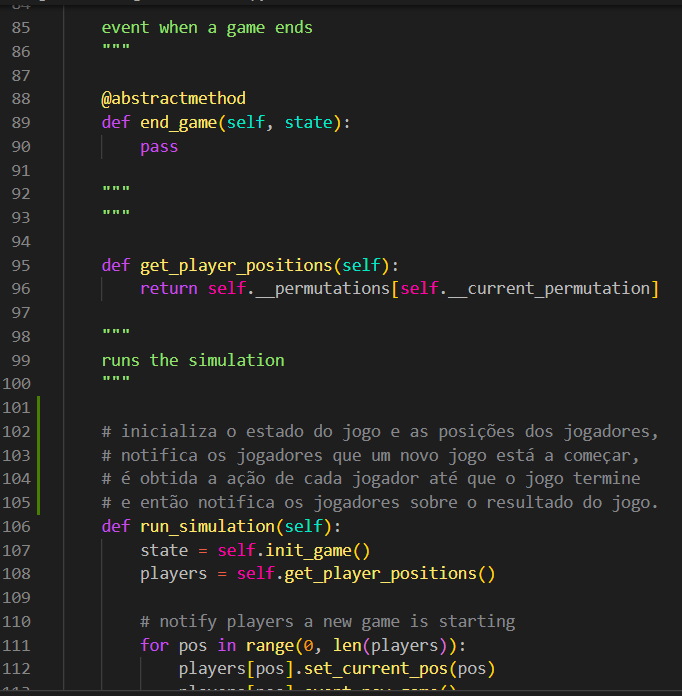 85 event when a game ends
86 """
87
88 @abstractmethod
89 def end_game(self, state):
90 pass
91
92 """
93 """
94
95 def get_player_positions(self):
96 return self.__permutations[self.__current_permutation]
97
98 """
99 runs the simulation
100 """
101
102 # inicializa o estado do jogo e as posições dos jogadores,
103 # notifica os jogadores que um novo jogo está a começar,
104 # é obtida a ação de cada jogador até que o jogo termine
105 # e então notifica os jogadores sobre o resultado do jogo.
106 def run_simulation(self):
107 state = self.init_game()
108 players = self.get_player_positions()
109
110 # notify players a new game is starting
111 for pos in range(0, len(players)):
112 players[pos].set_current_pos(pos)